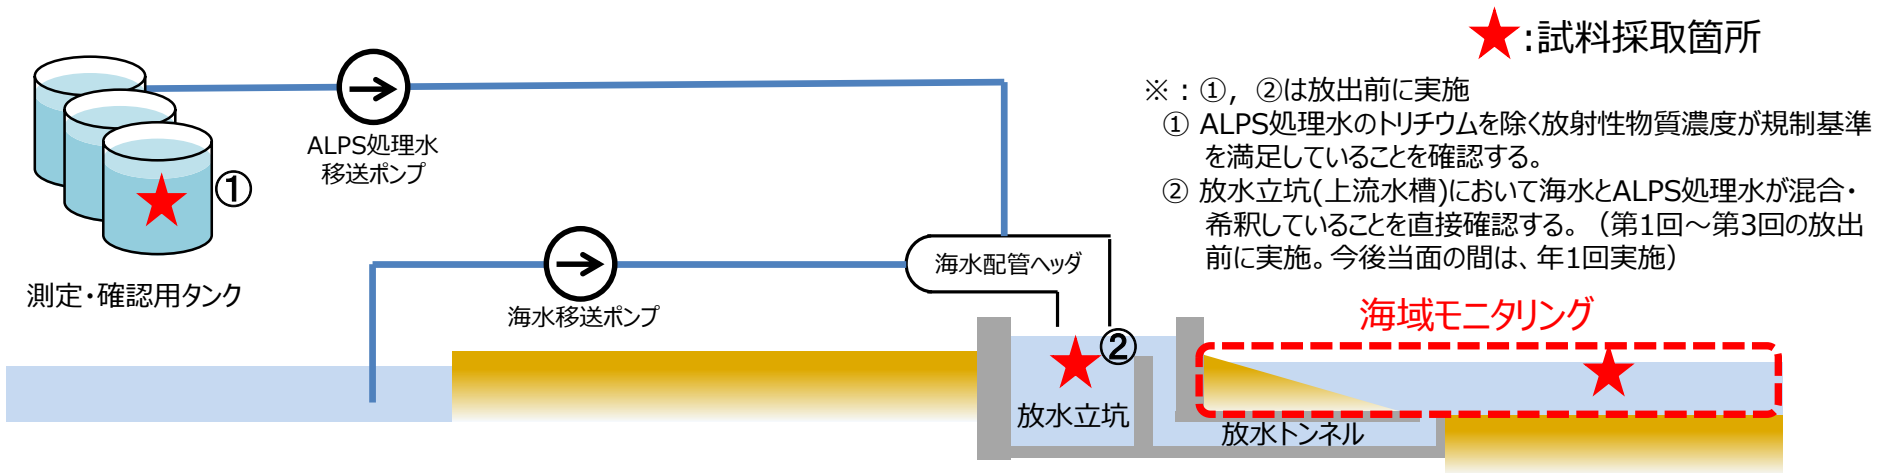 ★:試料採取箇所
※：①，②は放出前に実施
① ALPS処理水のトリチウムを除く放射性物質濃度が規制基準
を満足していることを確認する。
② 放水立坑(上流水槽)において海水とALPS処理水が混合・
希釈していることを直接確認する。（第1回～第3回の放出
前に実施。今後当面の間は、年1回実施）
ALPS処理水
移送ポンプ
①
測定・確認用タンク
海水配管ヘッダ
海水移送ポンプ
海域モニタリング
②
放水立坑
放水トンネル